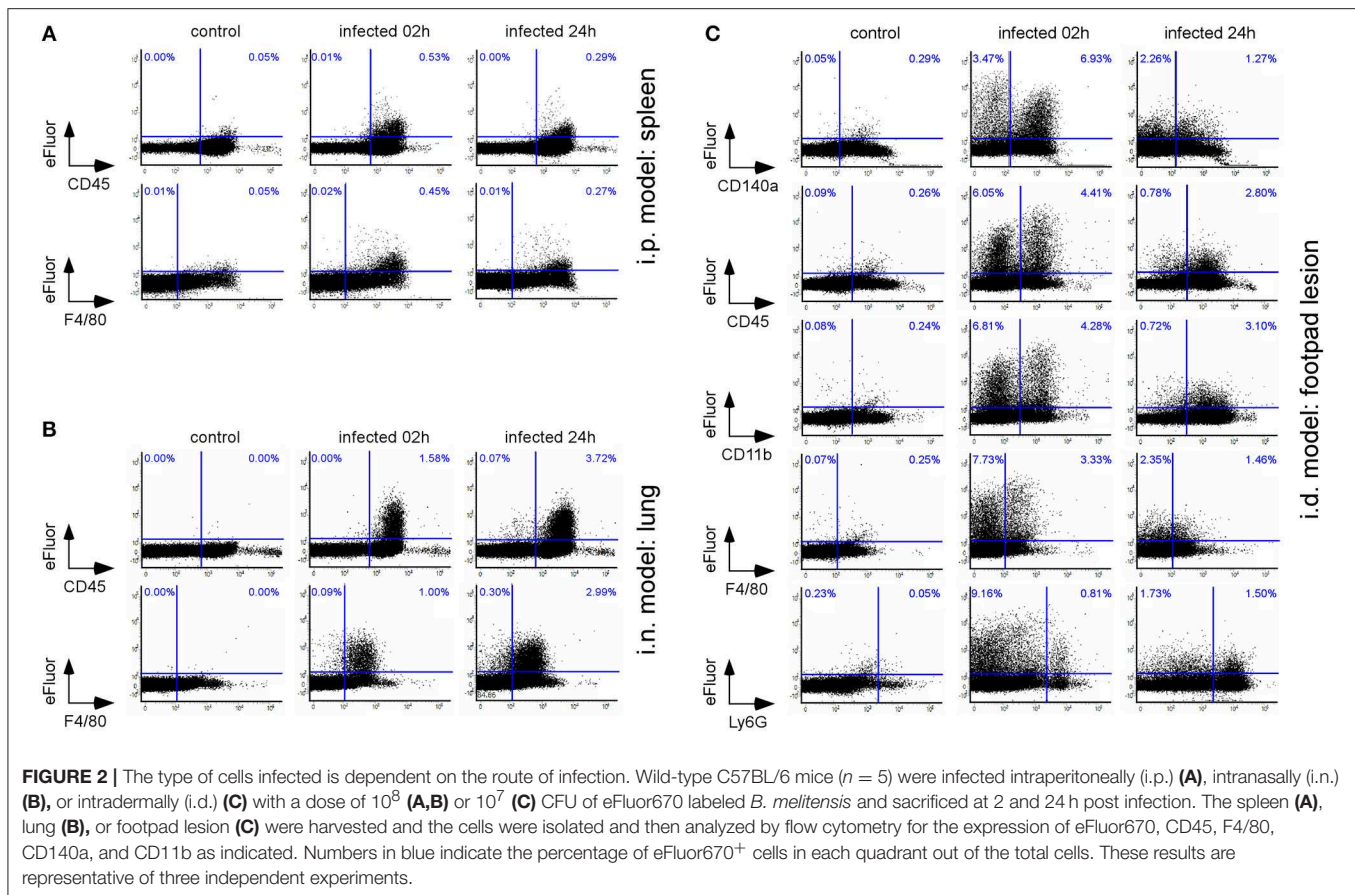 A
control infected 02h infected 24h
0.00% 0.05% 0.01% 0.53% 0.00% 0.29%
eFluor
CD45
0.01% 0.05% 0.02% 0.45% 0.01% 0.27%
eFluor
F4/80
i.p. model: spleen
B
control infected 02h infected 24h
0.00% 0.00% 0.00% 1.58% 0.07% 3.72%
eFluor
CD45
0.00% 0.00% 0.09% 1.00% 0.30% 2.99%
eFluor
F4/80
i.n. model: lung
C
control infected 02h infected 24h
0.05% 0.29% 3.47% 6.93% 2.26% 1.27%
eFluor
CD140a
0.09% 0.26% 6.05% 4.41% 0.78% 2.80%
eFluor
CD45
0.08% 0.24% 6.81% 4.28% 0.72% 3.10%
eFluor
CD11b
0.07% 0.25% 7.73% 3.33% 2.35% 1.46%
eFluor
F4/80
0.23% 0.05% 9.16% 0.81% 1.73% 1.50%
eFluor
Ly6G
i.d. model: footpad lesion
FIGURE 2 | The type of cells infected is dependent on the route of infection. Wild-type C57BL/6 mice (n = 5) were infected intraperitoneally (i.p.) (A), intranasally (i.n.)
(B), or intradermally (i.d.) (C) with a dose of 10⁸ (A,B) or 10⁷ (C) CFU of eFluor670 labeled B. melitensis and sacrificed at 2 and 24 h post infection. The spleen (A),
lung (B), or footpad lesion (C) were harvested and the cells were isolated and then analyzed by flow cytometry for the expression of eFluor670, CD45, F4/80,
CD140a, and CD11b as indicated. Numbers in blue indicate the percentage of eFluor670⁺ cells in each quadrant out of the total cells. These results are
representative of three independent experiments.